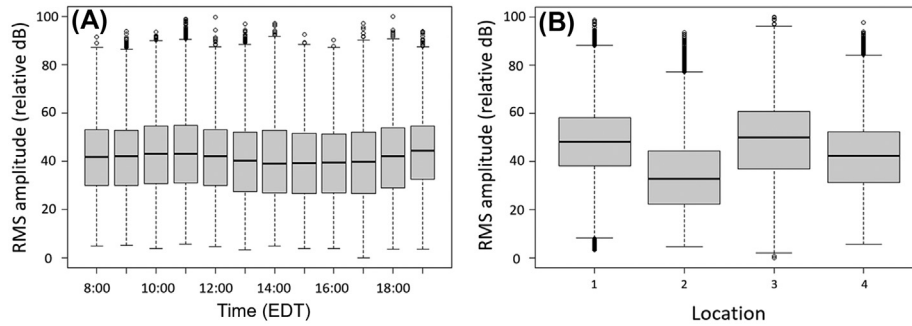 (A)
RMS amplitude (relative dB)
100
80
60
40
20
0
8:00 10:00 12:00 14:00 16:00 18:00
Time (EDT)
(B)
RMS amplitude (relative dB)
100
80
60
40
20
0
1 2 3 4
Location